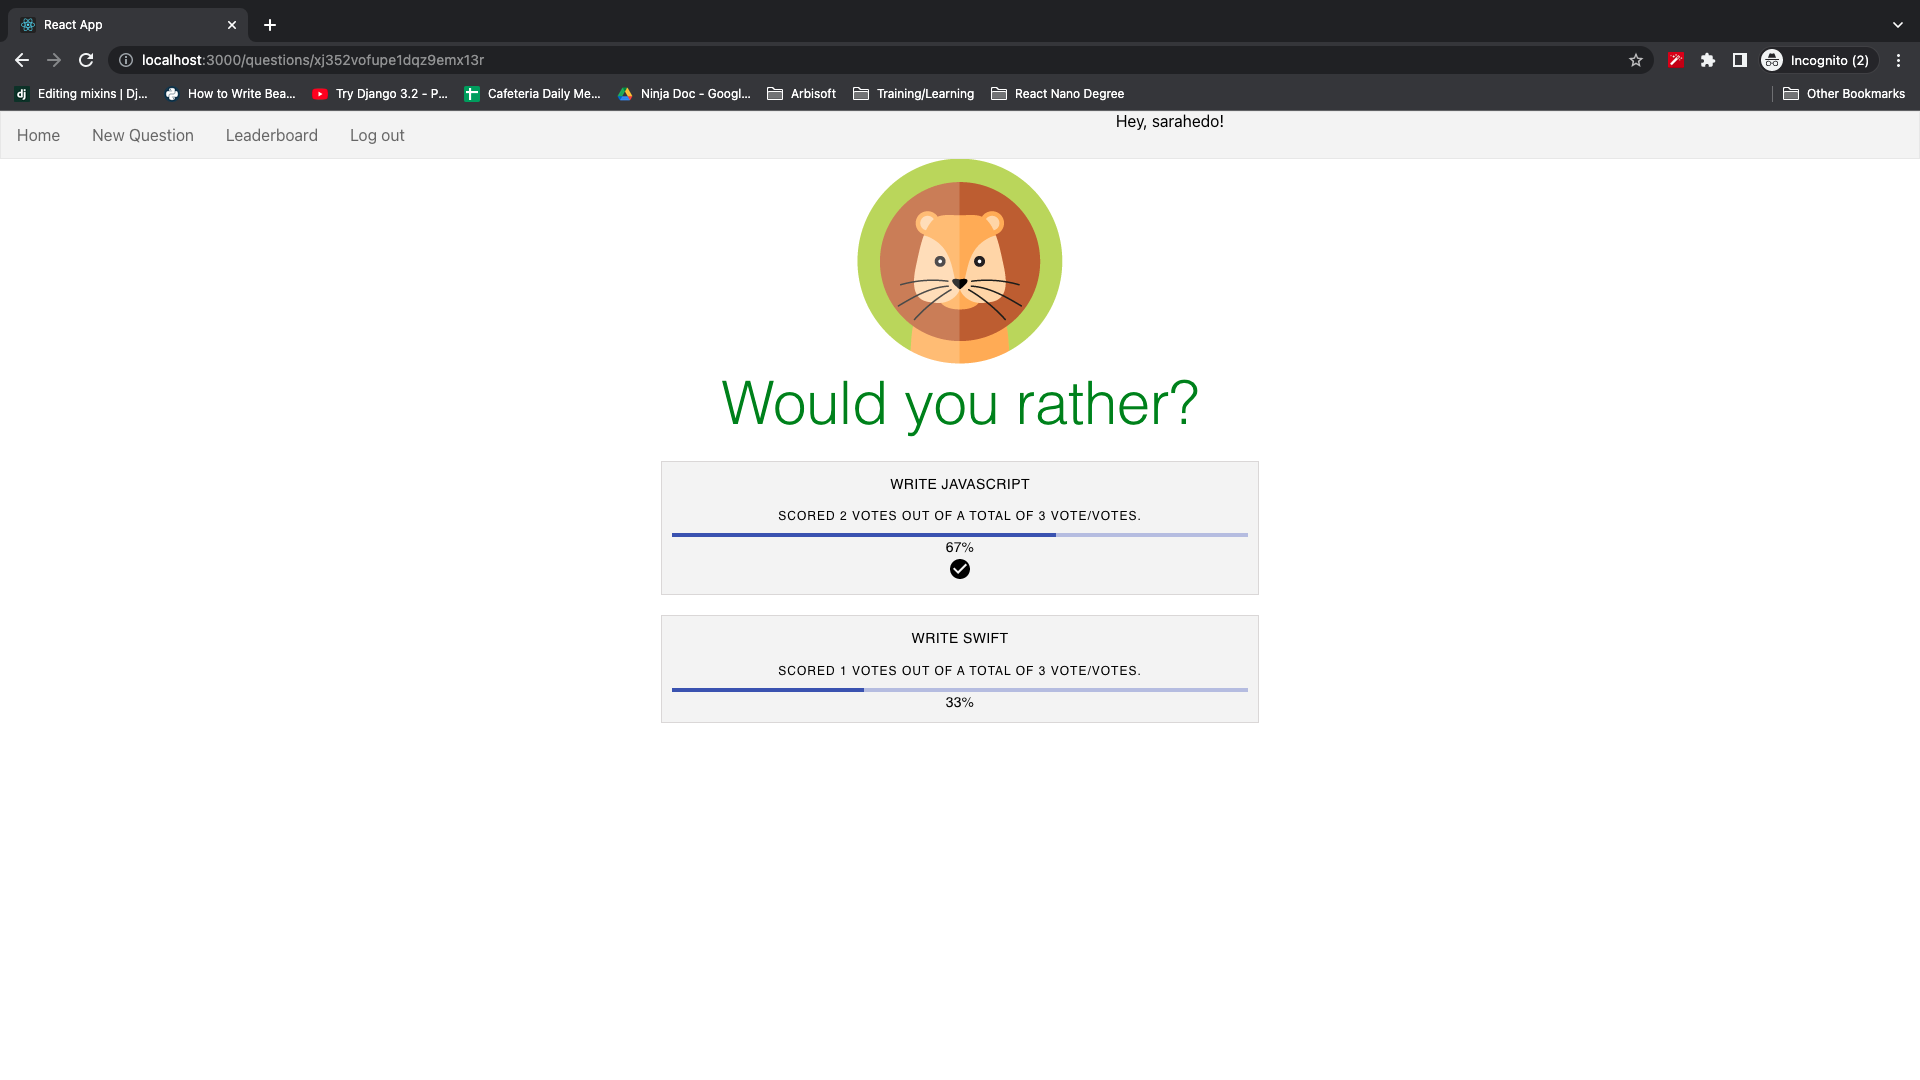 React App
localhost:3000/questions/xj352vofupe1dqz9emx13r
Incognito (2)
dj Editing mixins | Dj... How to Write Bea... Try Django 3.2 - P... Cafeteria Daily Me... Ninja Doc - Googl... Arbisoft Training/Learning React Nano Degree Other Bookmarks
Home New Question Leaderboard Log out Hey, sarahedo!
Would you rather?
WRITE JAVASCRIPT
SCORED 2 VOTES OUT OF A TOTAL OF 3 VOTE/VOTES.
67%
WRITE SWIFT
SCORED 1 VOTES OUT OF A TOTAL OF 3 VOTE/VOTES.
33%